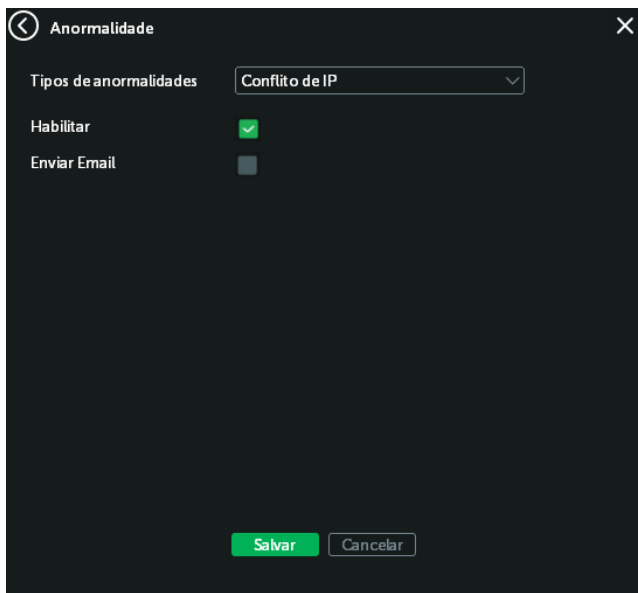 Anormalidade
Tipos de anormalidades Conflito de IP
Habilitar
Enviar Email
Salvar Cancelar